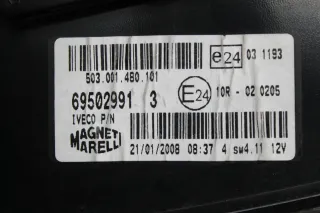 e24 03 1193
503.001.480.101
69502991 3
E24 10R - 02 0205
IVECO P/N
MAGNETI
MARELLI
21/01/2008 08:37 4 sw4.11 12V